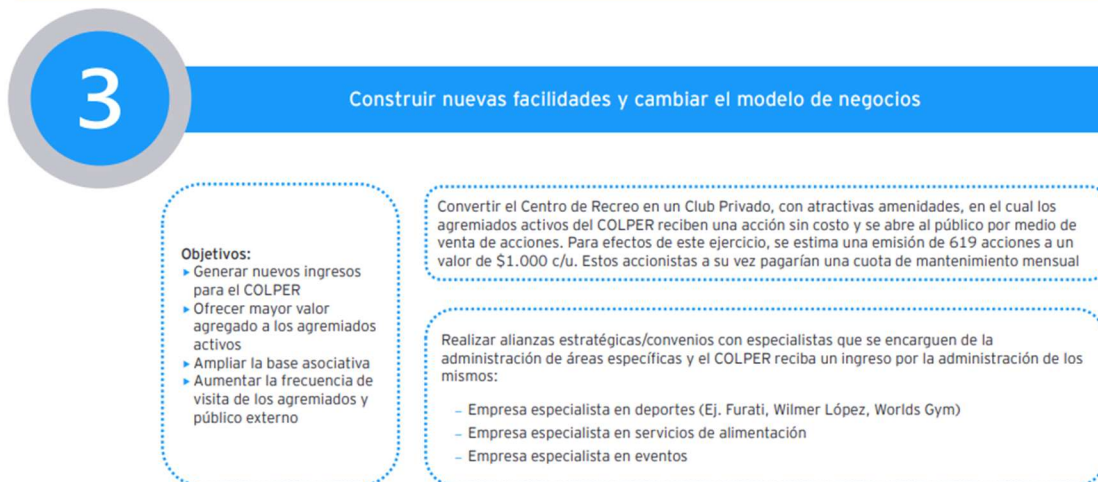 3
Construir nuevas facilidades y cambiar el modelo de negocios
Objetivos:
▸ Generar nuevos ingresos
para el COLPER
▸ Ofrecer mayor valor
agregado a los agremiados
activos
▸ Ampliar la base asociativa
▸ Aumentar la frecuencia de
visita de los agremiados y
público externo
Convertir el Centro de Recreo en un Club Privado, con atractivas amenidades, en el cual los
agremiados activos del COLPER reciben una acción sin costo y se abre al público por medio de
venta de acciones. Para efectos de este ejercicio, se estima una emisión de 619 acciones a un
valor de $1.000 c/u. Estos accionistas a su vez pagarían una cuota de mantenimiento mensual
Realizar alianzas estratégicas/convenios con especialistas que se encarguen de la
administración de áreas específicas y el COLPER reciba un ingreso por la administración de los
mismos:
– Empresa especialista en deportes (Ej. Furati, Wilmer López, Worlds Gym)
– Empresa especialista en servicios de alimentación
– Empresa especialista en eventos